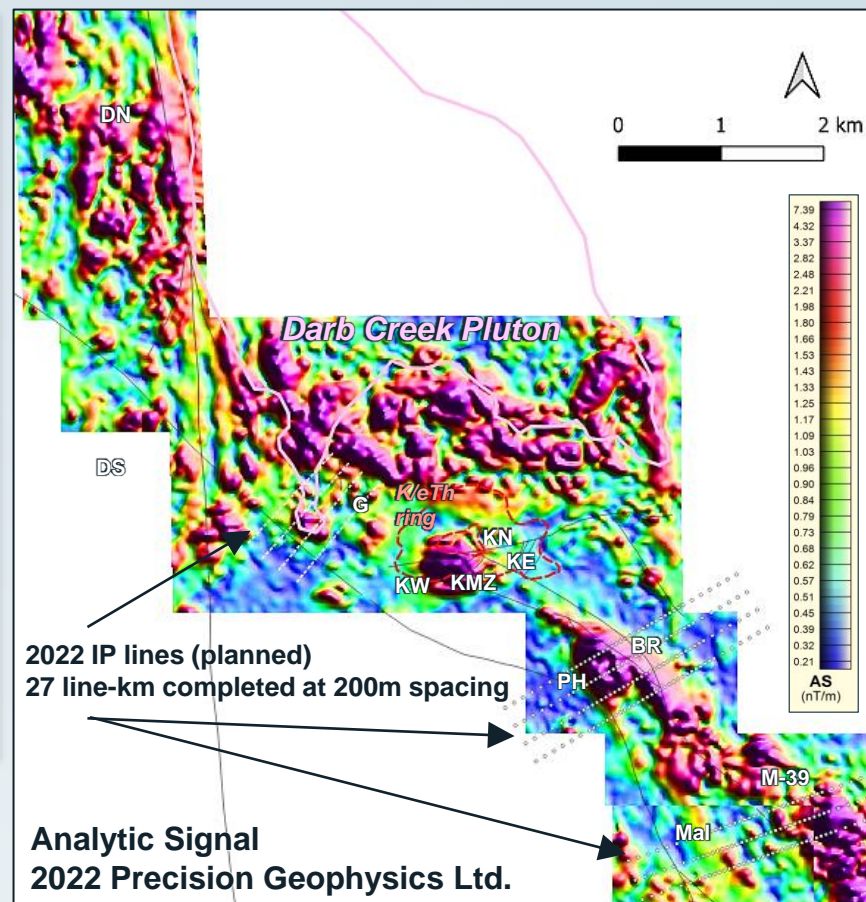 DN
0 1 2 km
7.39
4.32
3.37
2.82
2.48
2.21
1.98
1.80
1.66
1.53
1.43
1.33
1.25
1.17
1.09
1.03
0.96
0.90
0.84
0.79
0.73
0.68
0.62
0.57
0.51
0.45
0.39
0.32
0.21
AS
(nT/m)
Darb Creek Pluton
DS
G
K/eTh
ring
KN
KE
KW
KMZ
BR
PH
2022 IP lines (planned)
27 line-km completed at 200m spacing
M-39
Mal
Analytic Signal
2022 Precision Geophysics Ltd.